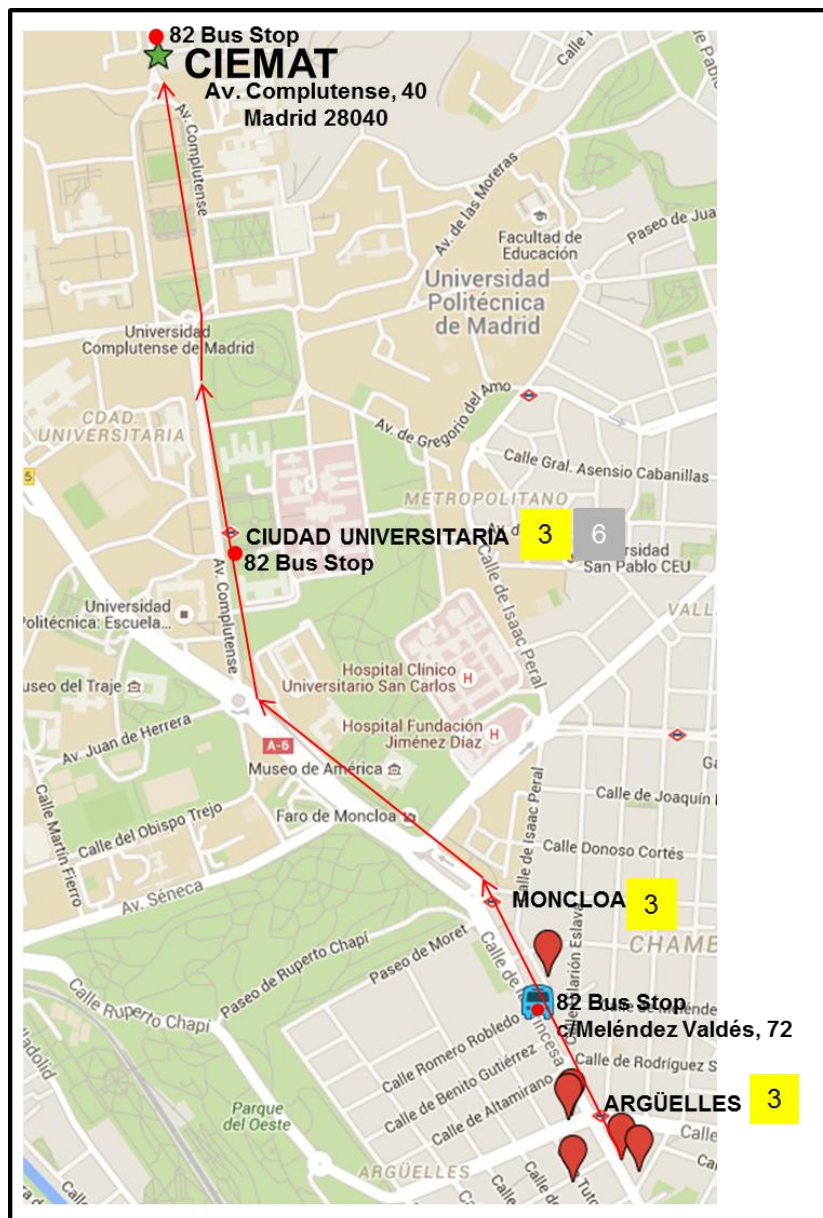 82 Bus Stop
CIEMAT
Av. Complutense, 40
Madrid 28040
Av. Complutense
Av. de las Moreras
Facultad de
Educación
Paseo de Jua
Universidad
Politécnica
de Madrid
Universidad
Complutense de Madrid
CDAD.
UNIVERSITARIA
Av. de Gregorio del Amo
Calle Gral. Asensio Cabanillas
METROPOLITANO
5
CIUDAD UNIVERSITARIA 3 6
82 Bus Stop
San Pablo CEU
Calle de Isaac Peral
Av. Complutense
Universidad
Politécnica: Escuela...
VALL
Hospital Clínico
Universitario San Carlos
H
useo del Traje
Hospital Fundación
Jiménez Díaz
H
Av. Juan de Herrera
A-6
Museo de América
Ga
Calle Martín Fierro
Calle del Obispo Trejo
Faro de Moncloa
Calle de Isaac Peral
Calle de Joaquín
Calle Donoso Cortés
Av. Séneca
MONCLOA 3
CHAMB
Paseo de Moret
Paseo de Ruperto Chapí
Calle Ruperto Chapí
82 Bus Stop
c/Meléndez Valdés, 72
Calle Romero Robledo
Calle de Benito Gutiérrez
Calle de Rodríguez S
Calle de Altamirano
ARGÜELLES 3
Parque
del Oeste
Calle
ARGÜELLES